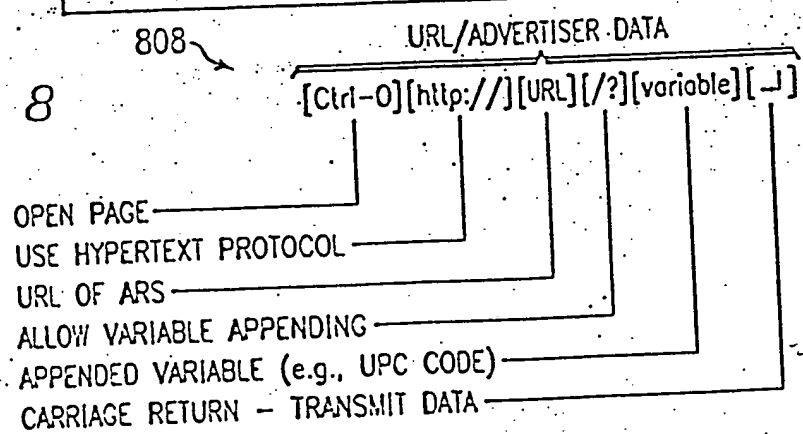 808
URL/ADVERTISER DATA
8
[Ctrl-O][http://][URL][/?][variable][↵]
OPEN PAGE
USE HYPERTEXT PROTOCOL
URL OF ARS
ALLOW VARIABLE APPENDING
APPENDED VARIABLE (e.g., UPC CODE)
CARRIAGE RETURN – TRANSMIT DATA